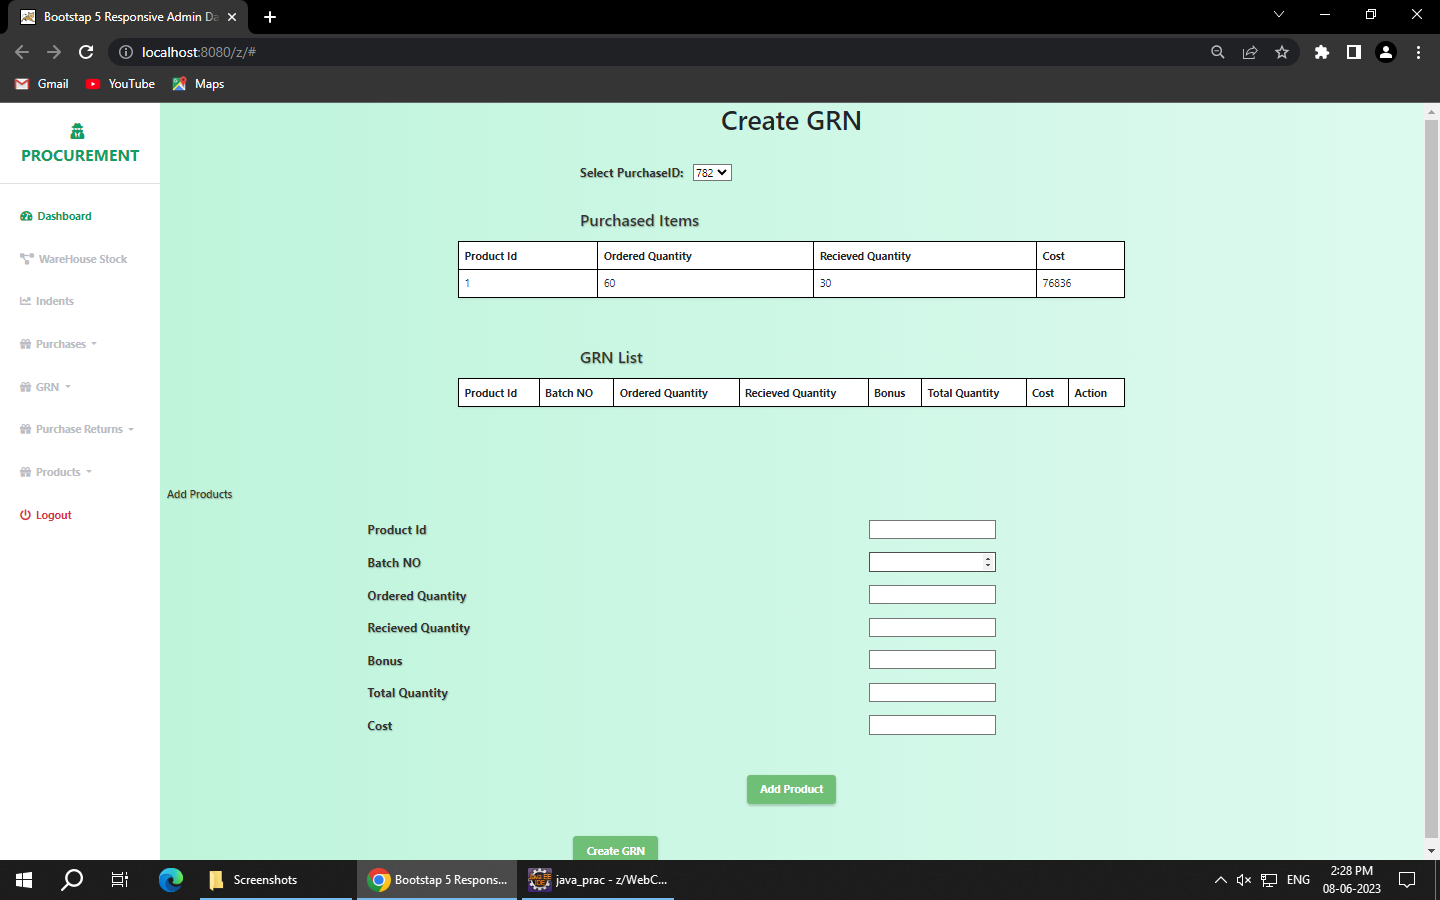 Bootstap 5 Responsive Admin Da
localhost:8080/z/#
Gmail YouTube Maps
PROCUREMENT
Dashboard
WareHouse Stock
Indents
Purchases
GRN
Purchase Returns
Products
Logout
Create GRN
Select PurchaseID: 782
Purchased Items
Product Id Ordered Quantity Recieved Quantity Cost
1 60 30 76836
GRN List
Product Id Batch NO Ordered Quantity Recieved Quantity Bonus Total Quantity Cost Action
Add Products
Product Id
Batch NO
Ordered Quantity
Recieved Quantity
Bonus
Total Quantity
Cost
Add Product
Create GRN
Screenshots Bootstap 5 Respons... java_prac - z/WebC... ENG 2:28 PM
08-06-2023